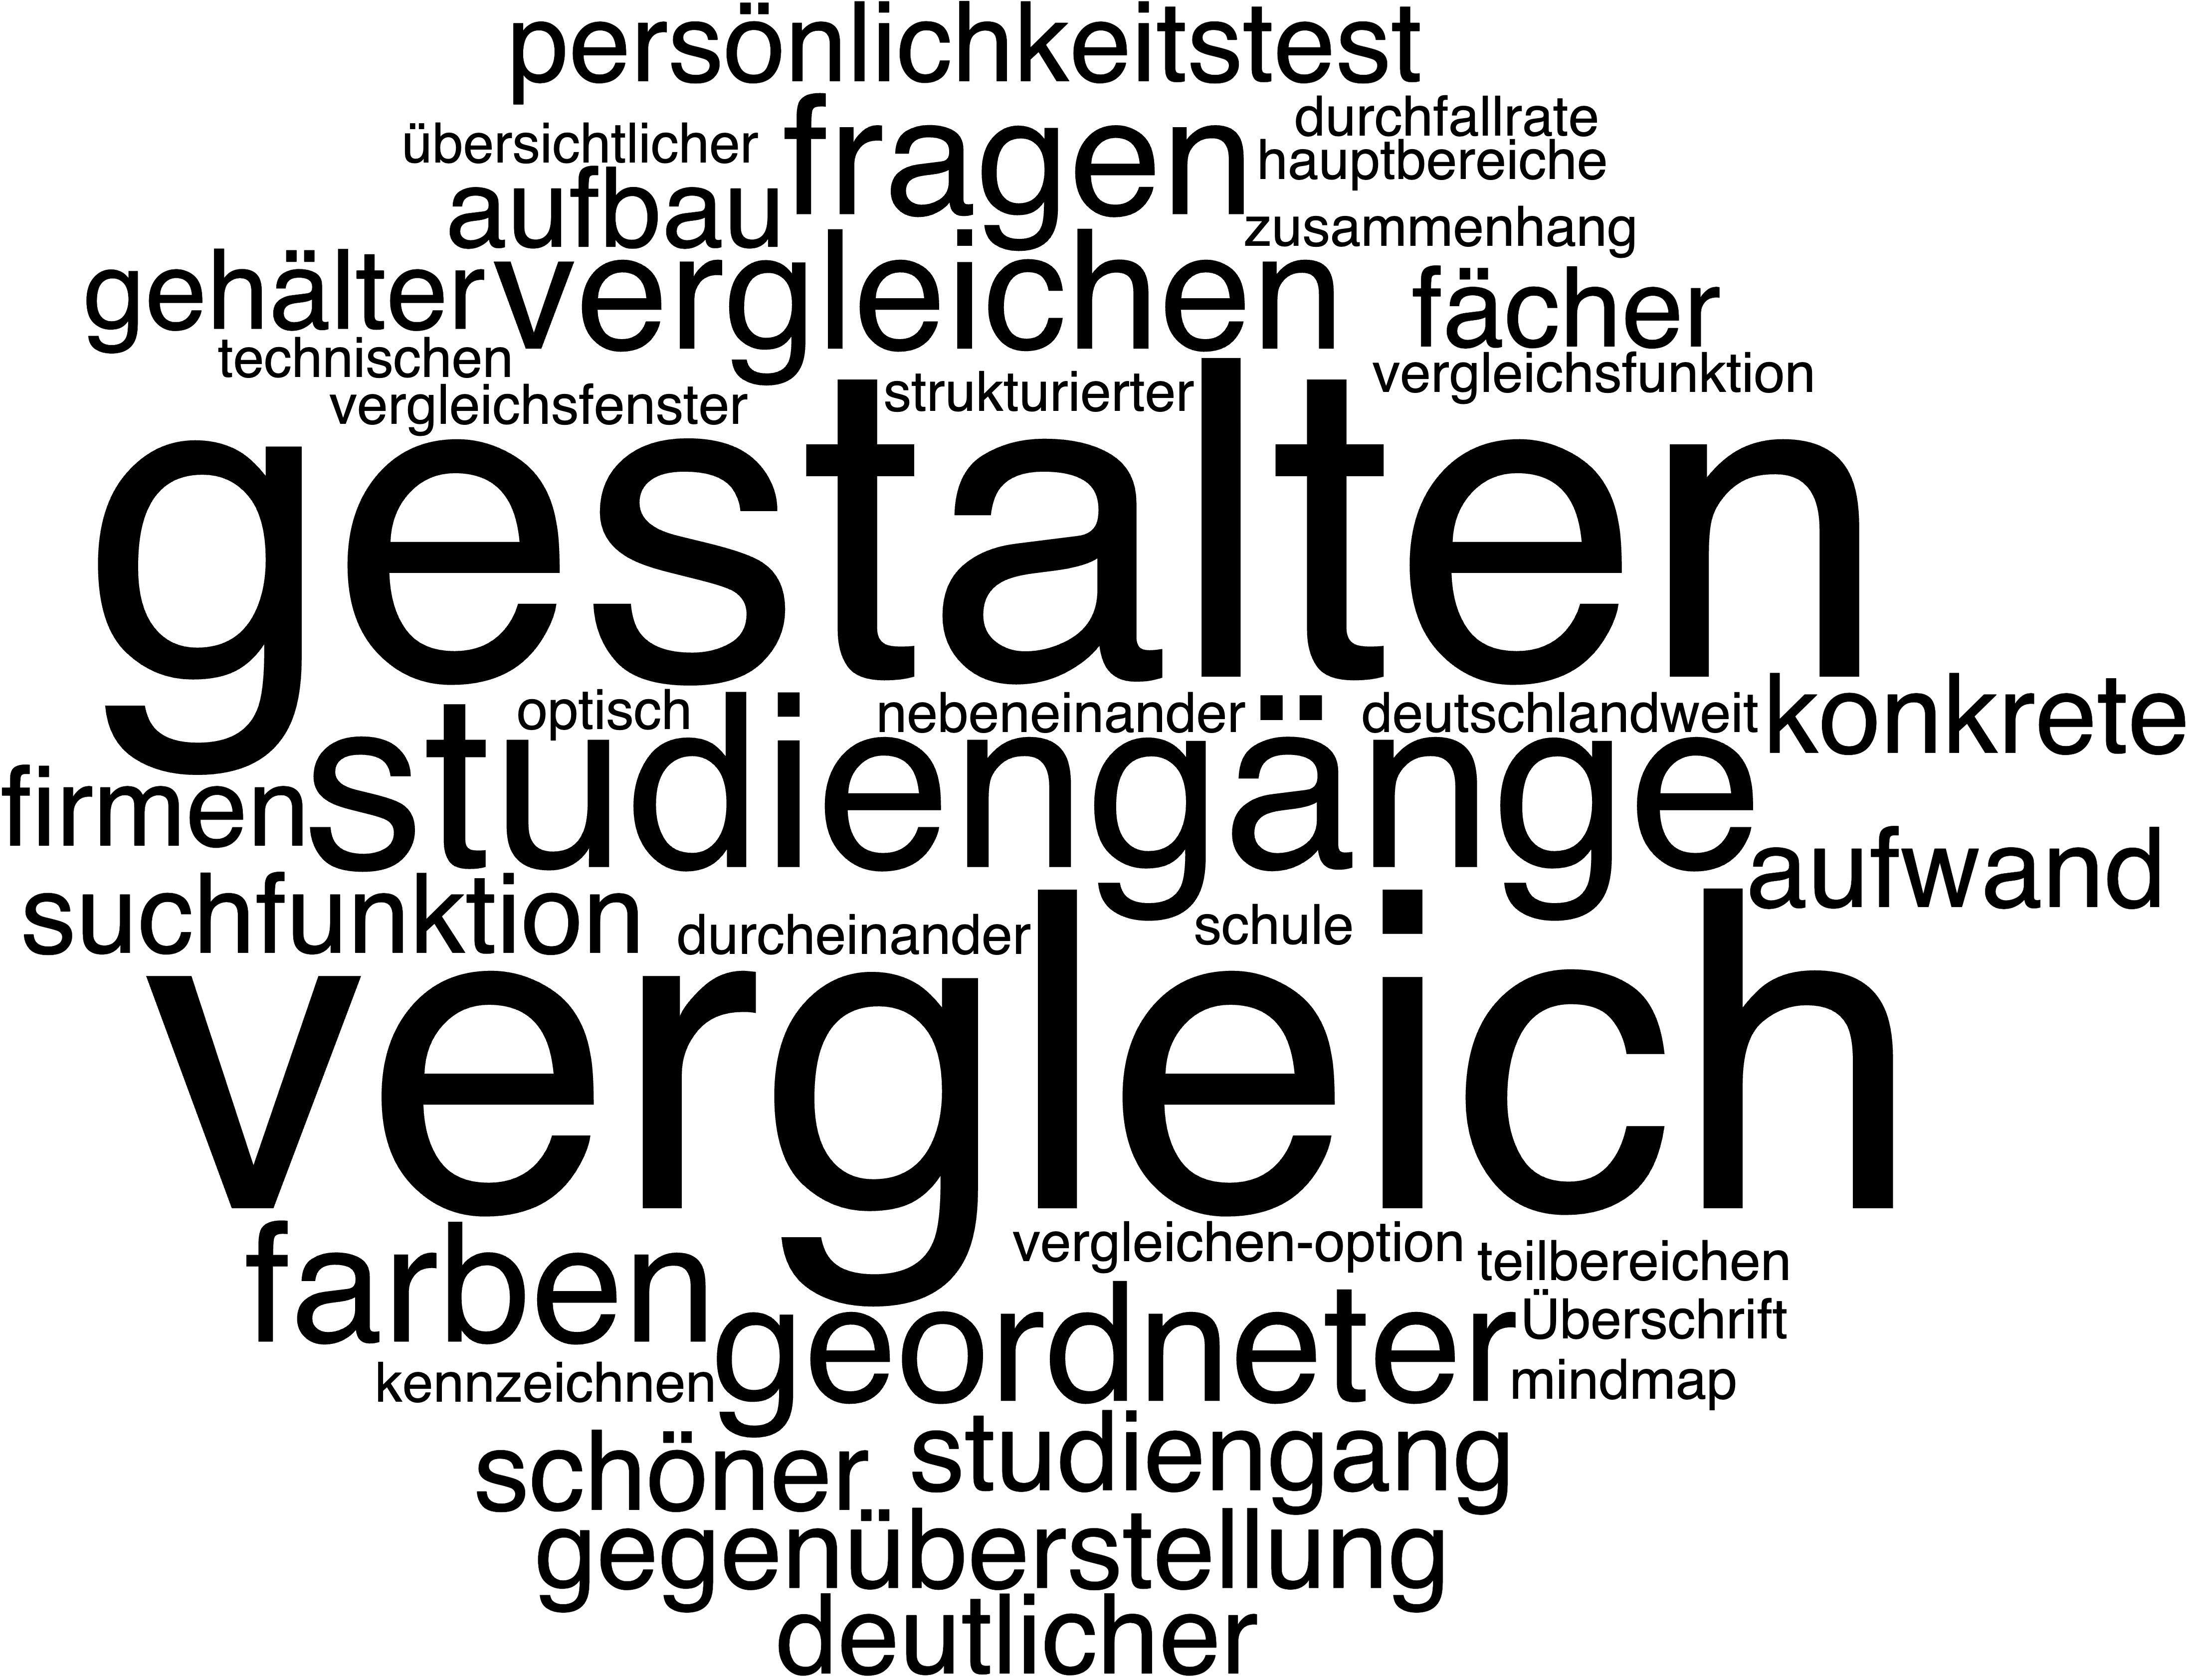 persönlichkeitstest
übersichtlicher
fragen
durchfallrate
hauptbereiche
aufbau
zusammenhang
gehälter
vergleichen
fächer
technischen
vergleichsfenster
strukturierter
vergleichsfunktion
gestalten
optisch
nebeneinander
deutschlandweit
konkrete
firmen
studiengänge
aufwand
suchfunktion
durcheinander
schule
vergleich
vergleichen-option
teilbereichen
farben
geordneter
Überschrift
kennzeichnen
mindmap
schöner
studiengang
gegenüberstellung
deutlicher